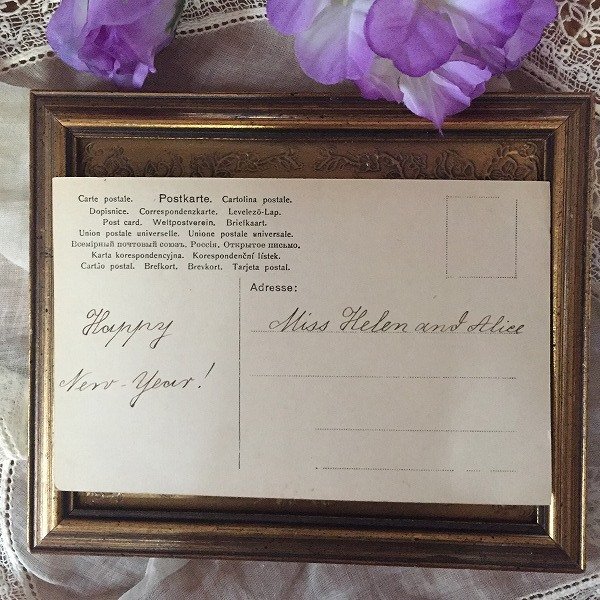 Carte postale. Postkarte. Cartolina postale.
Dopisnice. Correspondenzkarte. Levelezö-Lap.
Post card. Weltpostverein. Briefkaart.
Union postale universelle. Unione postale universale.
Всемірный почтовый союзъ. Россія. Открытое письмо.
Karta korespondencyjna. Korespondenční lístek.
Cartão postal. Brefkort. Brevkort. Tarjeta postal.
Adresse:
Happy
New-Year!
Miss Helen and Alice